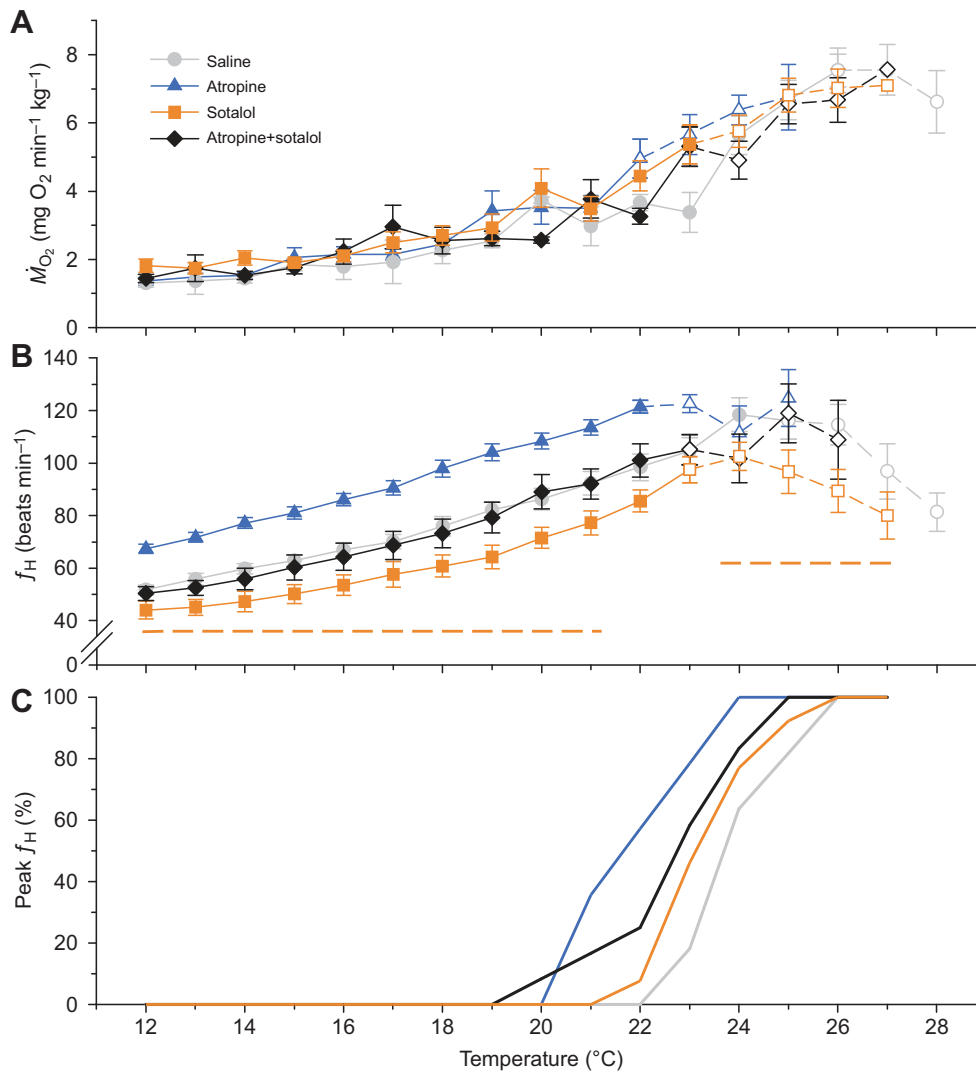 A
Saline
Atropine
Sotalol
Atropine+sotalol
8
6
4
2
0
ṀO₂ (mg O₂ min⁻¹ kg⁻¹)
B
140
120
100
80
60
40
0
fH (beats min⁻¹)
C
100
80
60
40
20
0
Peak fH (%)
12 14 16 18 20 22 24 26 28
Temperature (°C)